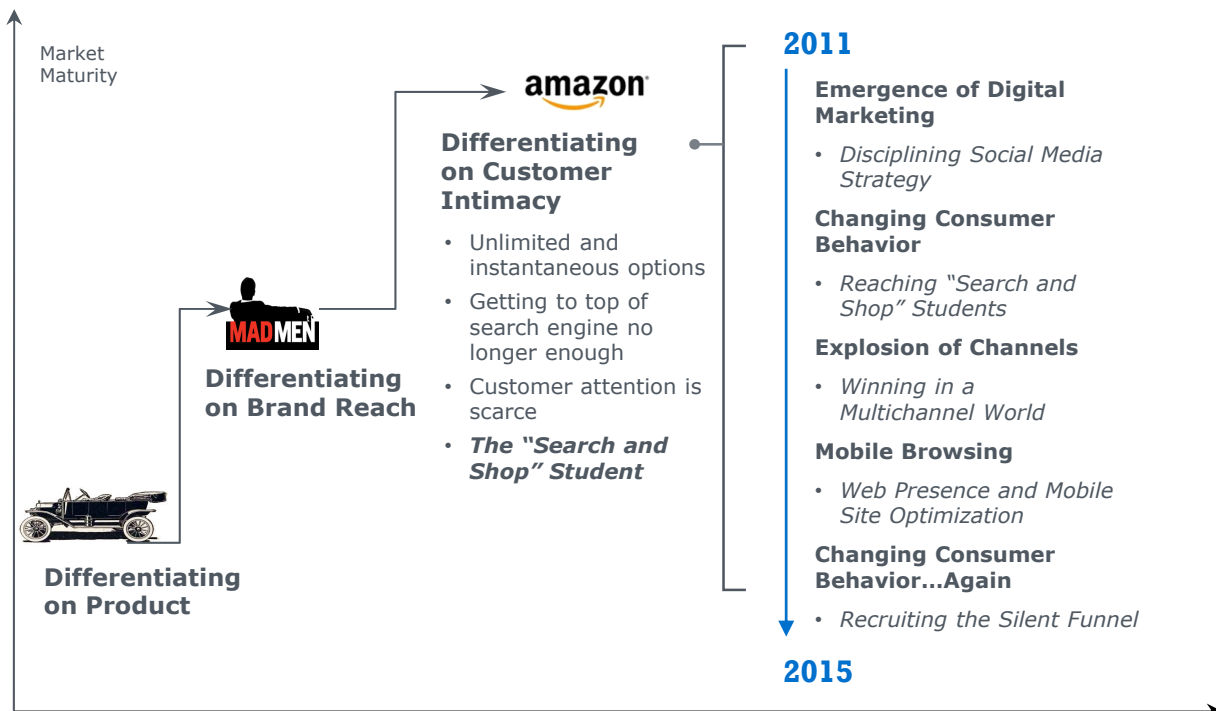 Market
Maturity
amazon
Differentiating
on Customer
Intimacy
• Unlimited and
instantaneous options
• Getting to top of
search engine no
longer enough
• Customer attention is
scarce
• The “Search and
Shop” Student
MADMEN
Differentiating
on Brand Reach
Differentiating
on Product
2011
Emergence of Digital
Marketing
• Disciplining Social Media
Strategy
Changing Consumer
Behavior
• Reaching “Search and
Shop” Students
Explosion of Channels
• Winning in a
Multichannel World
Mobile Browsing
• Web Presence and Mobile
Site Optimization
Changing Consumer
Behavior...Again
• Recruiting the Silent Funnel
2015